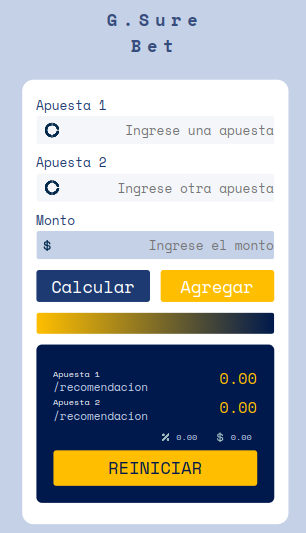 G.Sure
Bet
Apuesta 1
Ingrese una apuesta
Apuesta 2
Ingrese otra apuesta
Monto
$ Ingrese el monto
Calcular Agregar
Apuesta 1
/recomendacion 0.00
Apuesta 2
/recomendacion 0.00
% 0.00 $ 0.00
REINICIAR